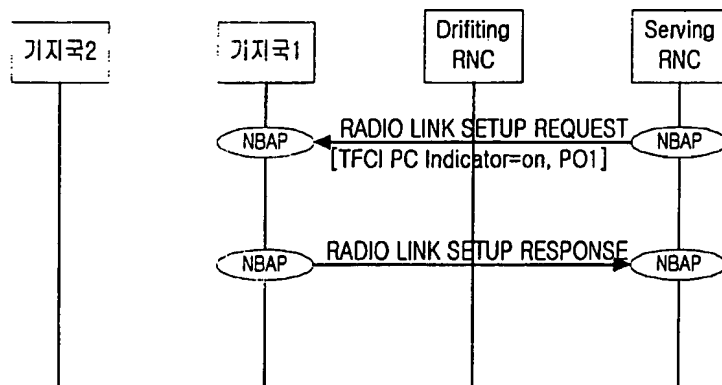 기지국2
기지국1
Drifiting
RNC
Serving
RNC
NBAP
RADIO LINK SETUP REQUEST
NBAP
[TFCI PC Indicator=on, PO1]
NBAP
RADIO LINK SETUP RESPONSE
NBAP